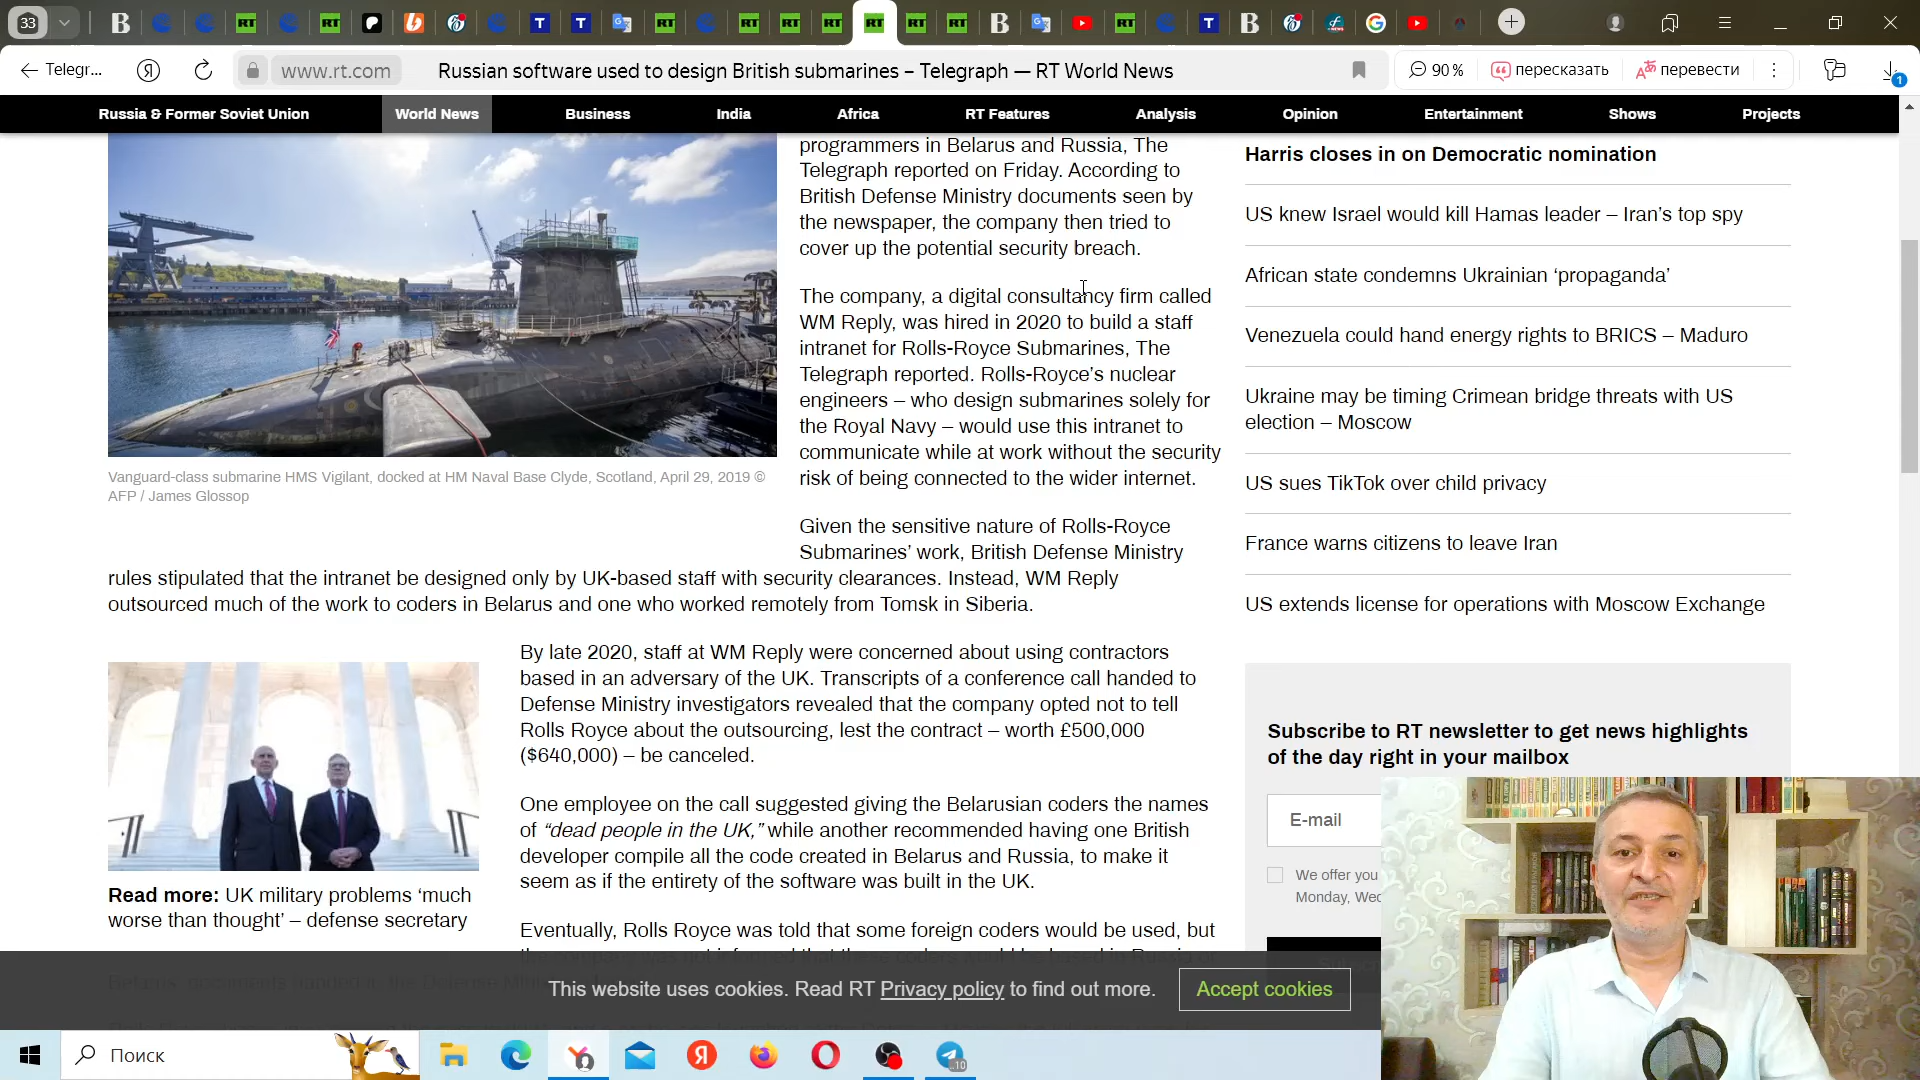 33
Telegr...
www.rt.com
Russian software used to design British submarines – Telegraph — RT World News
90 %
пересказать
перевести
1
Russia & Former Soviet Union
World News
Business
India
Africa
RT Features
Analysis
Opinion
Entertainment
Shows
Projects
programmers in Belarus and Russia, The
Telegraph reported on Friday. According to
British Defense Ministry documents seen by
the newspaper, the company then tried to
cover up the potential security breach.
The company, a digital consultancy firm called
WM Reply, was hired in 2020 to build a staff
intranet for Rolls-Royce Submarines, The
Telegraph reported. Rolls-Royce’s nuclear
engineers – who design submarines solely for
the Royal Navy – would use this intranet to
communicate while at work without the security
risk of being connected to the wider internet.
Vanguard-class submarine HMS Vigilant, docked at HM Naval Base Clyde, Scotland, April 29, 2019 ©
AFP / James Glossop
Given the sensitive nature of Rolls-Royce
Submarines’ work, British Defense Ministry
rules stipulated that the intranet be designed only by UK-based staff with security clearances. Instead, WM Reply
outsourced much of the work to coders in Belarus and one who worked remotely from Tomsk in Siberia.
By late 2020, staff at WM Reply were concerned about using contractors
based in an adversary of the UK. Transcripts of a conference call handed to
Defense Ministry investigators revealed that the company opted not to tell
Rolls Royce about the outsourcing, lest the contract – worth £500,000
($640,000) – be canceled.
One employee on the call suggested giving the Belarusian coders the names
of “dead people in the UK,” while another recommended having one British
developer compile all the code created in Belarus and Russia, to make it
seem as if the entirety of the software was built in the UK.
Read more: UK military problems ‘much
worse than thought’ – defense secretary
Eventually, Rolls Royce was told that some foreign coders would be used, but
Harris closes in on Democratic nomination
US knew Israel would kill Hamas leader – Iran’s top spy
African state condemns Ukrainian ‘propaganda’
Venezuela could hand energy rights to BRICS – Maduro
Ukraine may be timing Crimean bridge threats with US
election – Moscow
US sues TikTok over child privacy
France warns citizens to leave Iran
US extends license for operations with Moscow Exchange
Subscribe to RT newsletter to get news highlights
of the day right in your mailbox
E-mail
We offer you
Monday, Wed
This website uses cookies. Read RT Privacy policy to find out more.
Accept cookies
Поиск
10